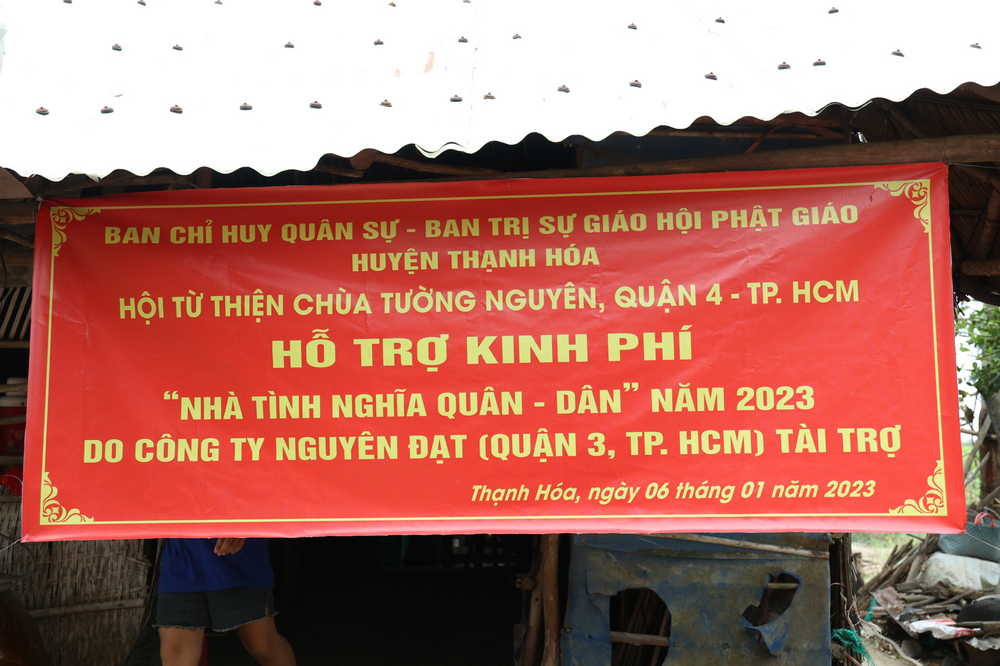 BAN CHỈ HUY QUÂN SỰ - BAN TRỊ SỰ GIÁO HỘI PHẬT GIÁO
HUYỆN THẠNH HÓA
HỘI TỪ THIỆN CHÙA TƯỜNG NGUYÊN, QUẬN 4 - TP. HCM
HỖ TRỢ KINH PHÍ
“NHÀ TÌNH NGHĨA QUÂN - DÂN” NĂM 2023
DO CÔNG TY NGUYÊN ĐẠT (QUẬN 3, TP. HCM) TÀI TRỢ
Thạnh Hóa, ngày 06 tháng 01 năm 2023